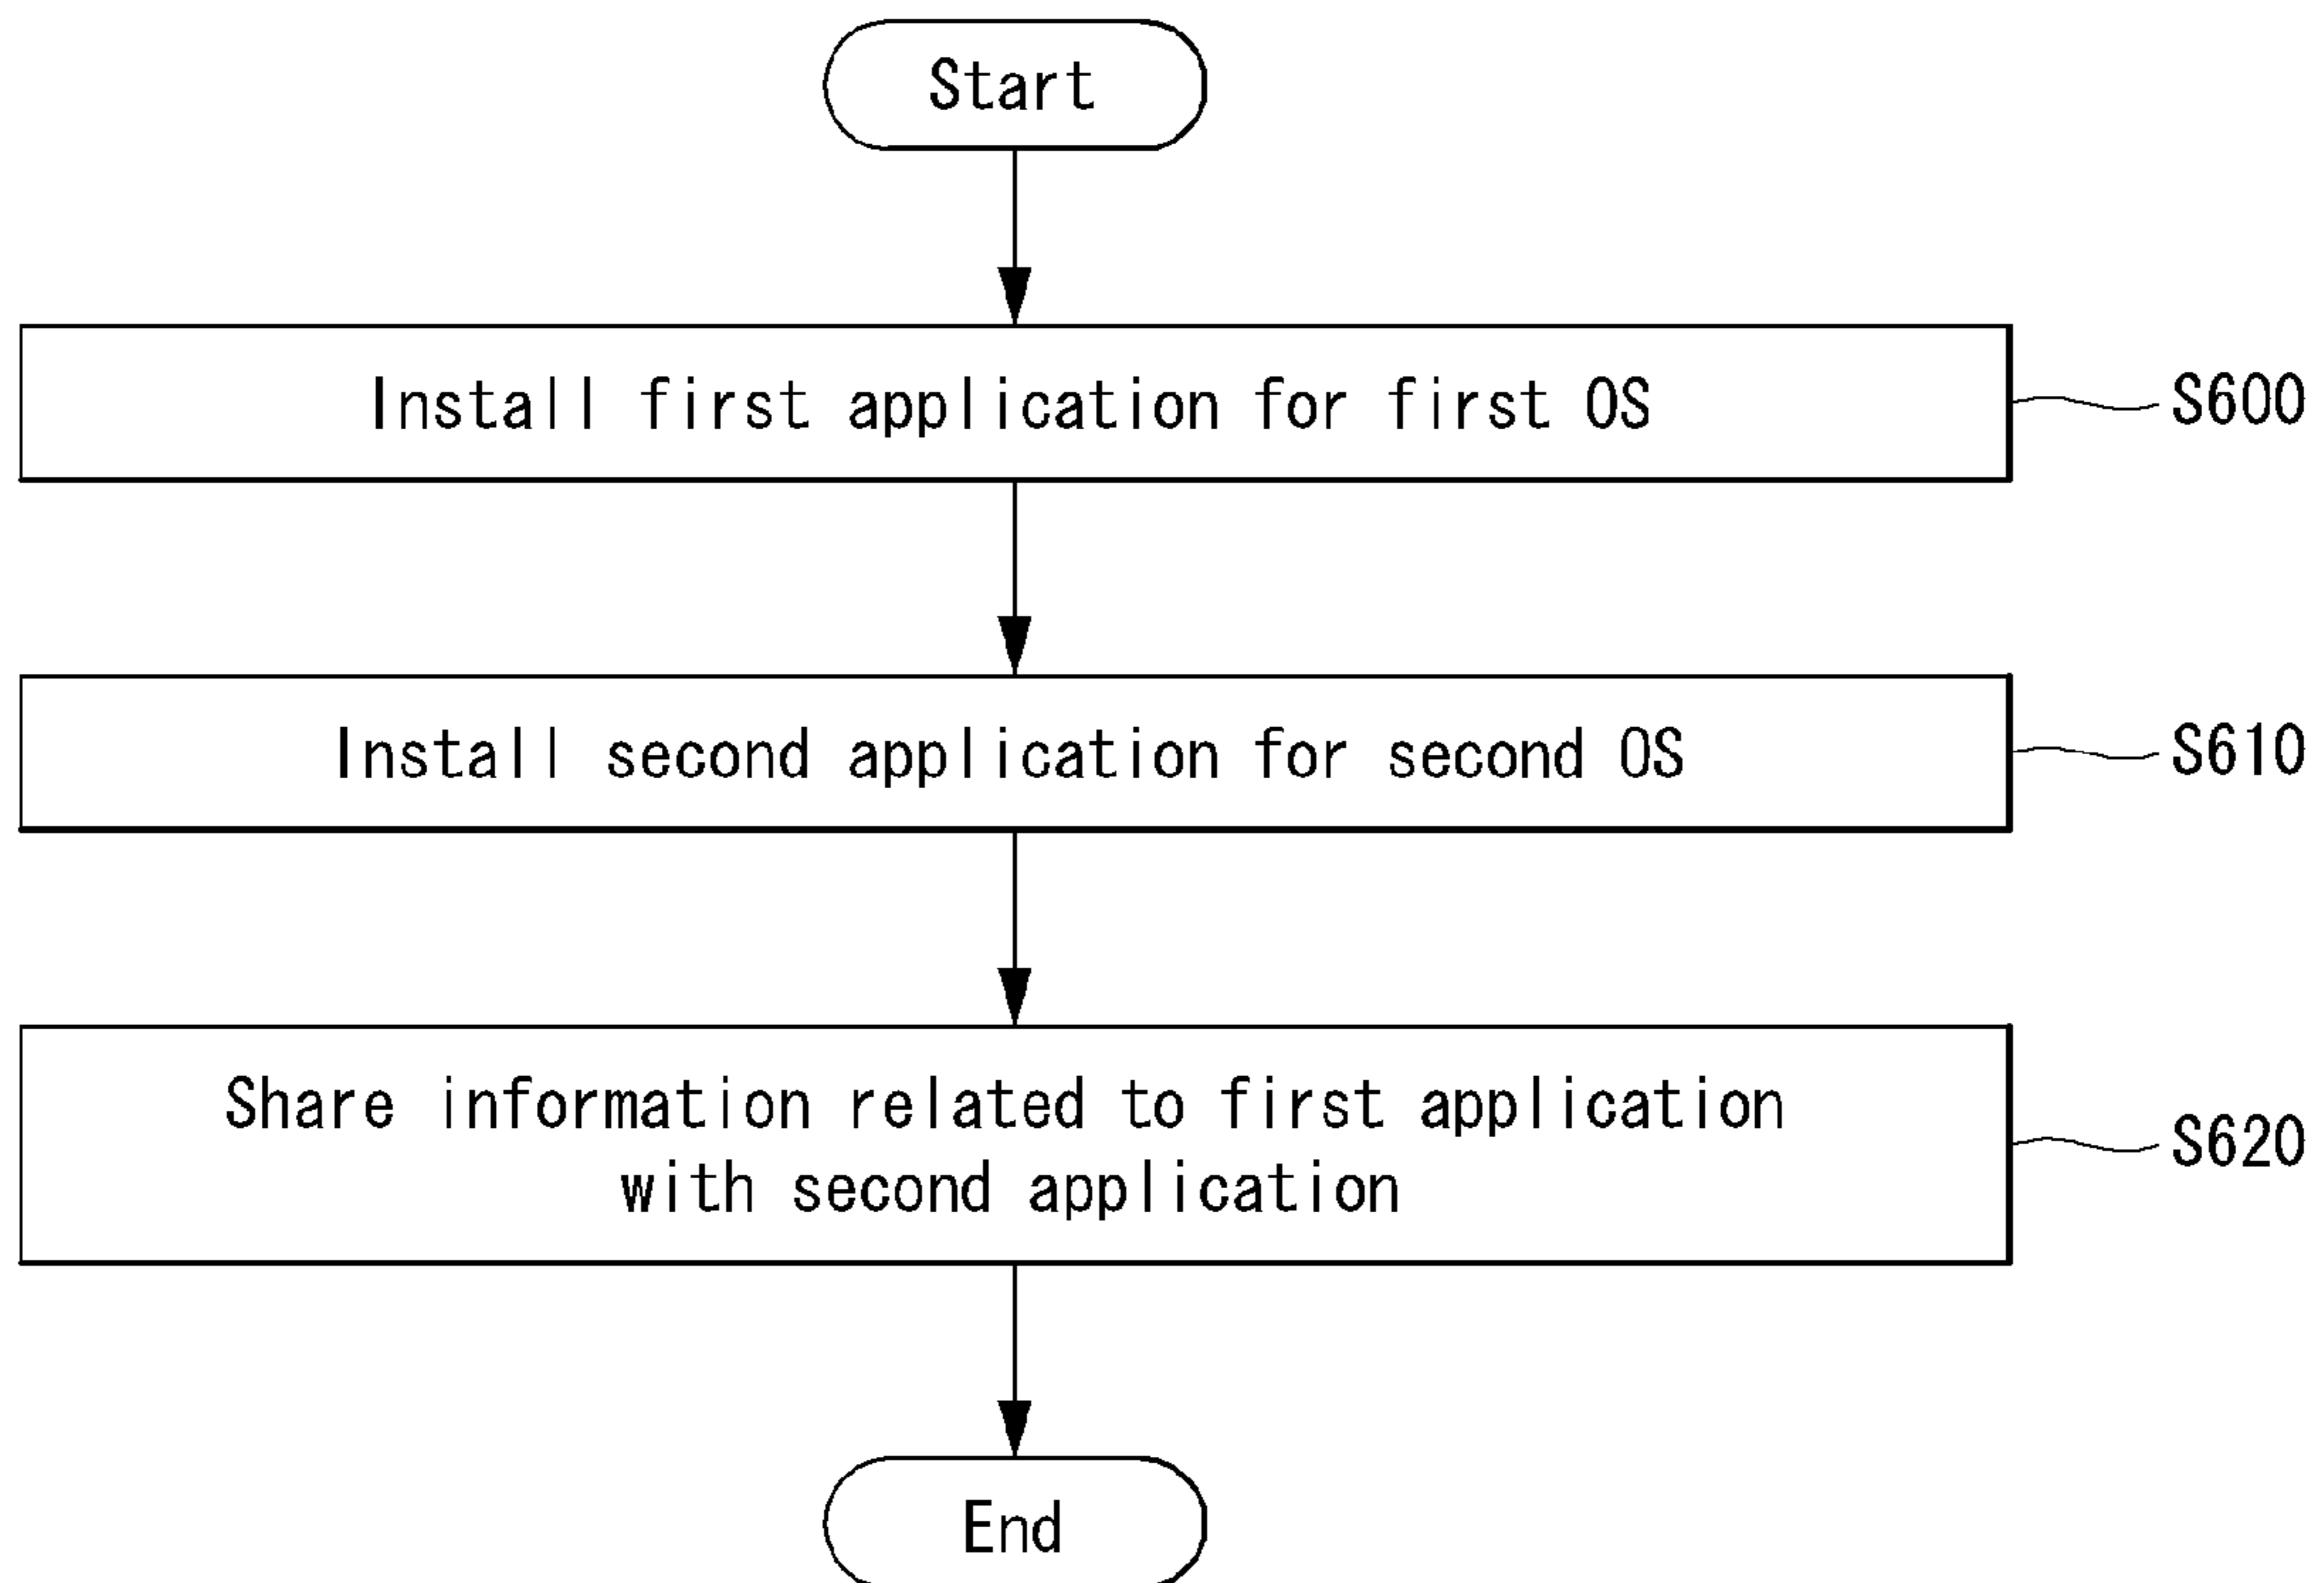 Start
Install first application for first OS
S600
Install second application for second OS
S610
Share information related to first application
with second application
S620
End